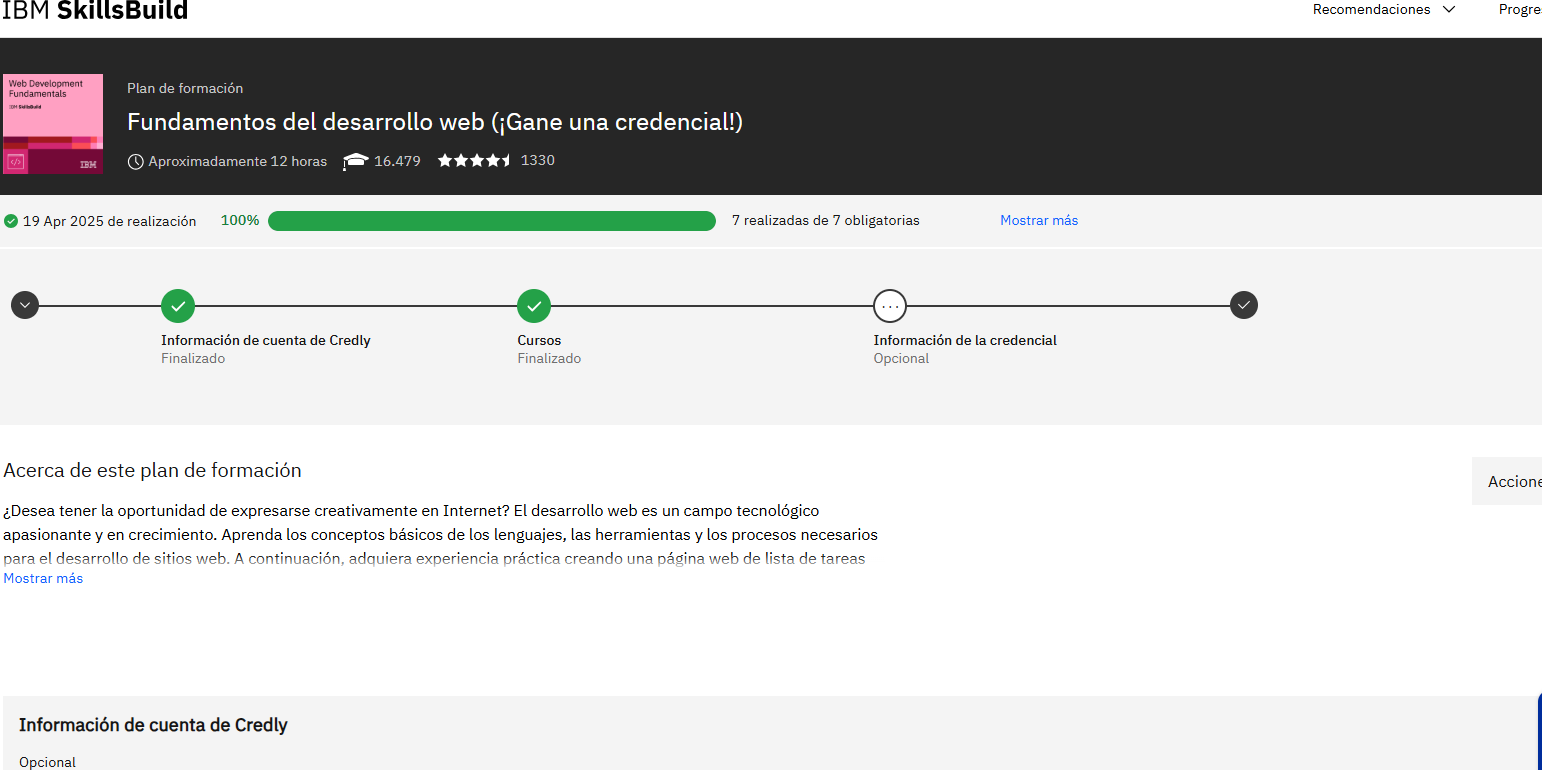 IBM SkillsBuild
Recomendaciones
Progre
Web Development
Fundamentals
IBM SkillsBuild
IBM
Plan de formación
Fundamentos del desarrollo web (¡Gane una credencial!)
Aproximadamente 12 horas 16.479 1330
19 Apr 2025 de realización 100% 7 realizadas de 7 obligatorias Mostrar más
Información de cuenta de Credly
Finalizado
Cursos
Finalizado
Información de la credencial
Opcional
Acerca de este plan de formación
Accione
¿Desea tener la oportunidad de expresarse creativamente en Internet? El desarrollo web es un campo tecnológico
apasionante y en crecimiento. Aprenda los conceptos básicos de los lenguajes, las herramientas y los procesos necesarios
para el desarrollo de sitios web. A continuación, adquiera experiencia práctica creando una página web de lista de tareas
Mostrar más
Información de cuenta de Credly
Opcional